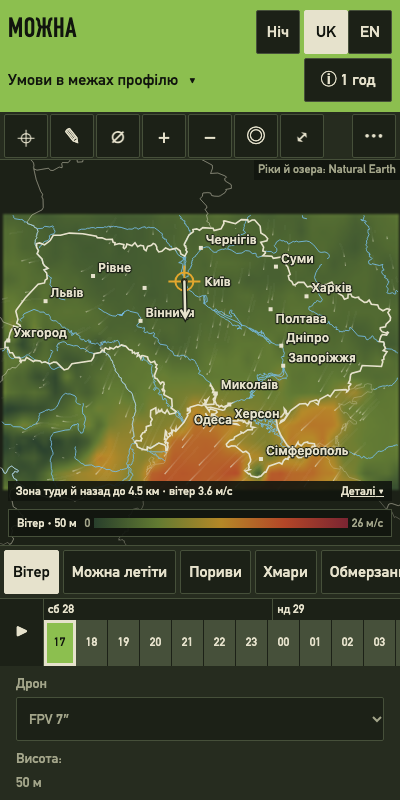 МОЖНА
Ніч
UK
EN
Умови в межах профілю ▾
ⓘ 1 год
Ріки й озера: Natural Earth
Чернігів
Суми
Рівне
Київ
Харків
Львів
Вінниця
Полтава
Ужгород
Дніпро
Запоріжжя
Миколаїв
Одеса
Херсон
Сімферополь
Зона туди й назад до 4.5 км · вітер 3.6 м/с
Деталі ▾
Вітер · 50 м 0
26 м/с
Вітер
Можна летіти
Пориви
Хмари
Обмерзан
сб 28
нд 29
17 18 19 20 21 22 23 00 01 02 03
Дрон
FPV 7″
Висота:
50 м